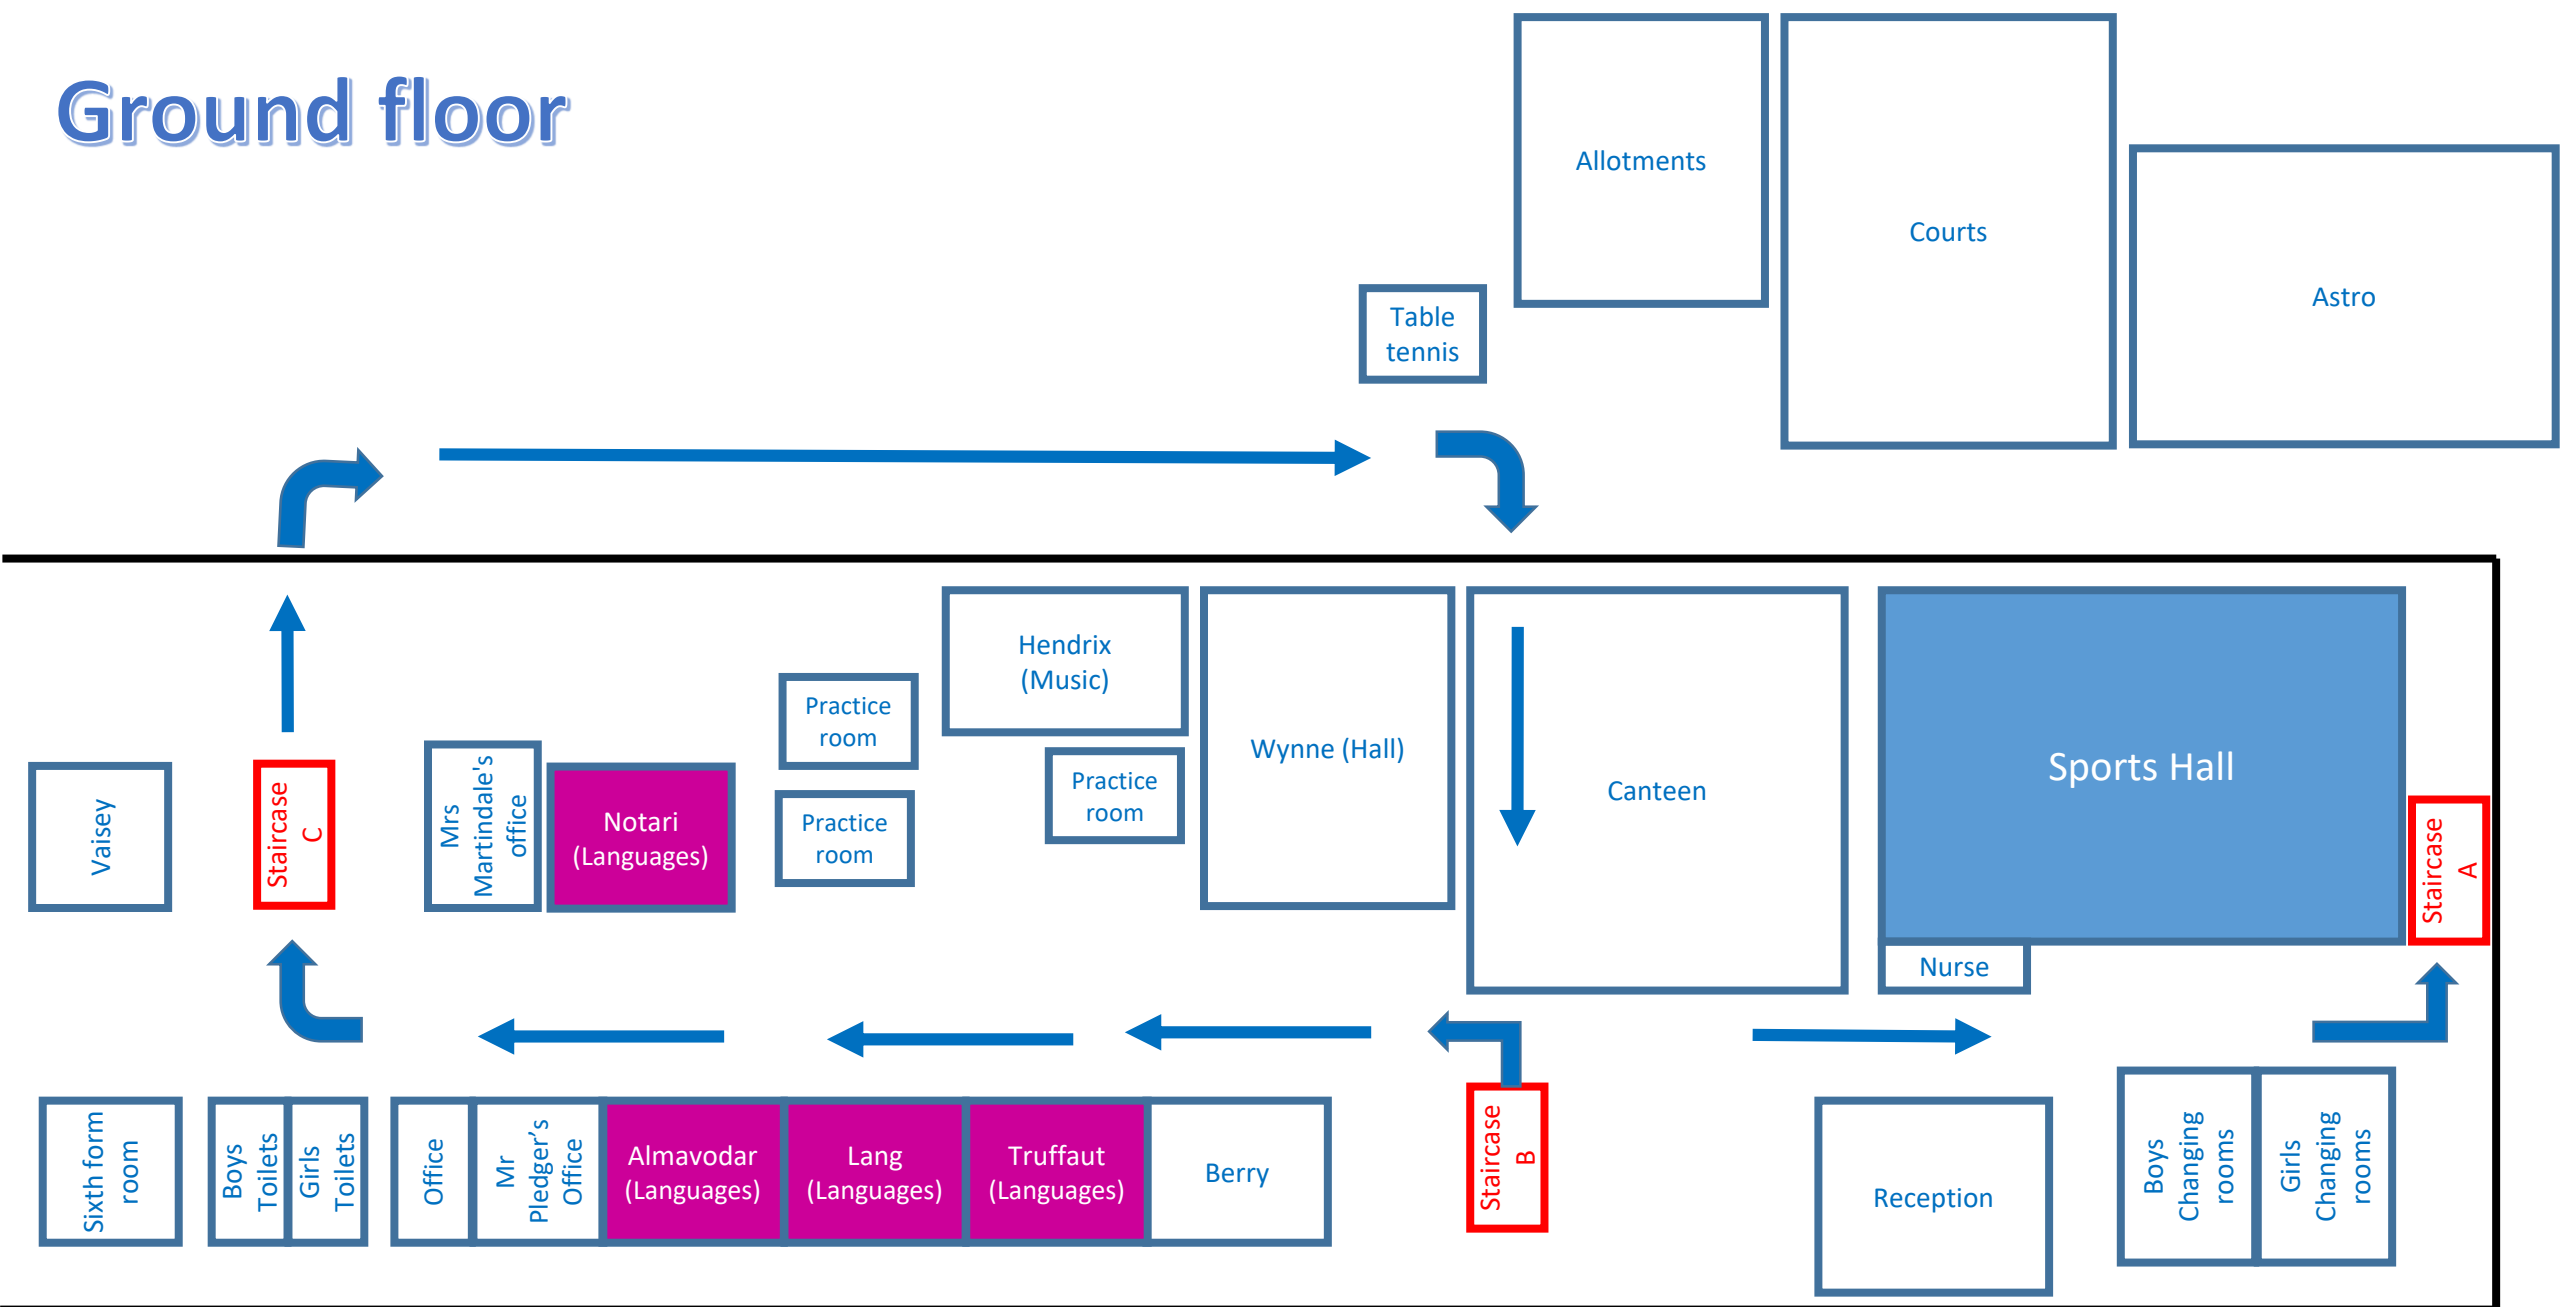 Ground floor
Allotments
Courts
Astro
Table
tennis
Hendrix
(Music)
Practice
room
Practice
room
Practice
room
Wynne (Hall)
Canteen
Sports Hall
Vaisey
Staircase
C
Mrs
Martindale's
office
Notari
(Languages)
Staircase
A
Nurse
Sixth form
room
Boys
Toilets
Girls
Toilets
Office
Mr
Pledger’s
Office
Almavodar
(Languages)
Lang
(Languages)
Truffaut
(Languages)
Berry
Staircase
B
Reception
Boys
Changing
rooms
Girls
Changing
rooms